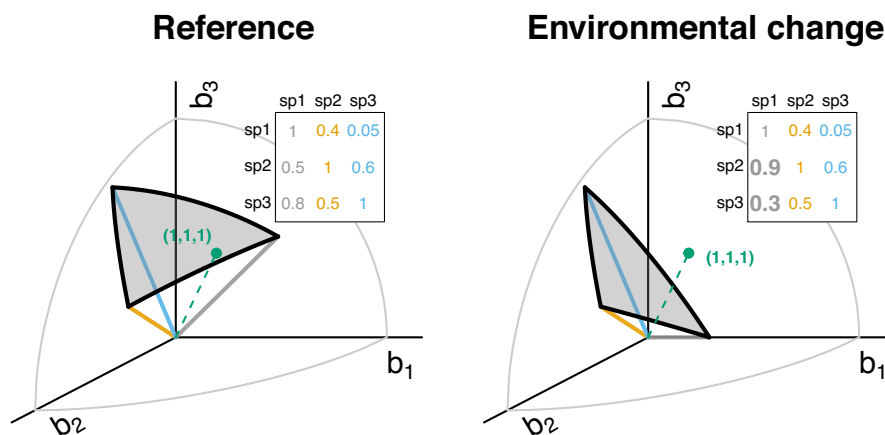 Reference
b₃
sp1 sp2 sp3
sp1 1 0.4 0.05
sp2 0.5 1 0.6
sp3 0.8 0.5 1
(1,1,1)
b₁
b₂
Environmental change
b₃
sp1 sp2 sp3
sp1 1 0.4 0.05
sp2 0.9 1 0.6
sp3 0.3 0.5 1
(1,1,1)
b₁
b₂